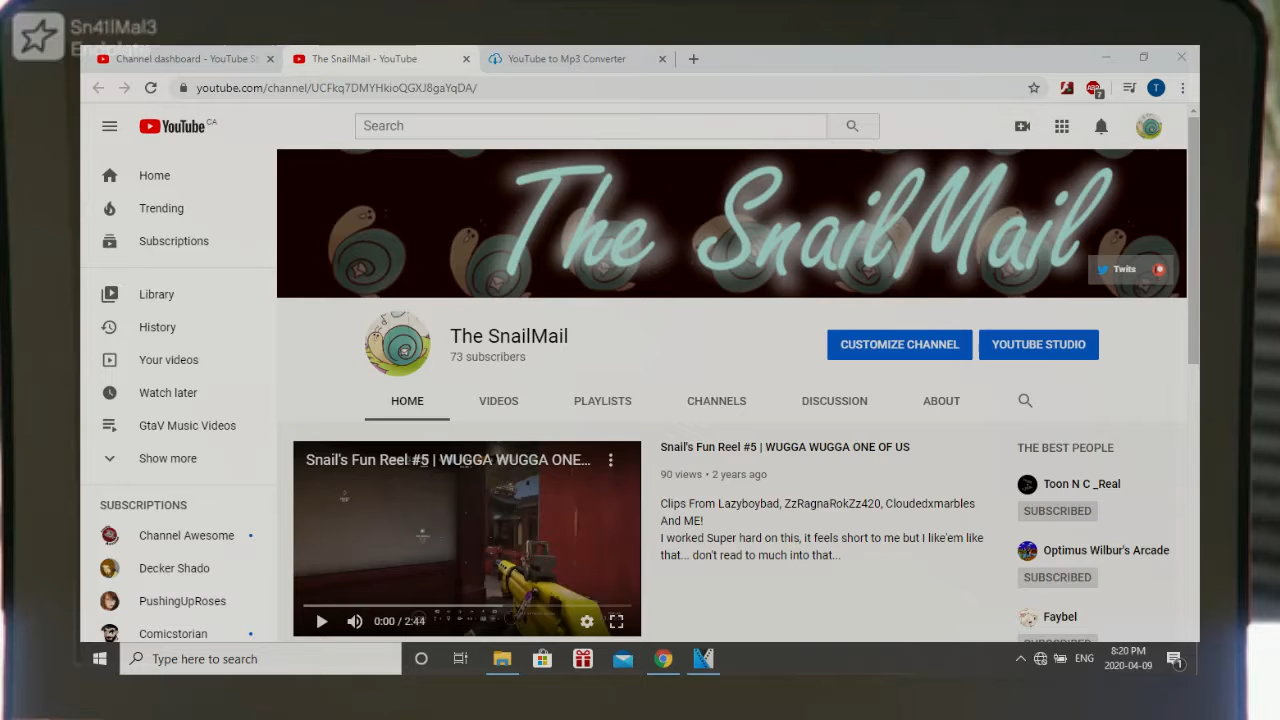 Sn41lMal3
Endplate
Channel dashboard - YouTube St
The SnailMail - YouTube
YouTube to Mp3 Converter
youtube.com/channel/UCFkq7DMYHkioQGXJ8gaYqDA/
ABP
7
T
YouTube CA
Search
Home
Trending
Subscriptions
Library
History
Your videos
Watch later
GtaV Music Videos
Show more
SUBSCRIPTIONS
Channel Awesome
Decker Shado
PushingUpRoses
Comicstorian
The SnailMail
Twits
The SnailMail
73 subscribers
CUSTOMIZE CHANNEL
YOUTUBE STUDIO
HOME
VIDEOS
PLAYLISTS
CHANNELS
DISCUSSION
ABOUT
Snail's Fun Reel #5 | WUGGA WUGGA ONE...
0:00 / 2:44
Snail's Fun Reel #5 | WUGGA WUGGA ONE OF US
90 views • 2 years ago
Clips From Lazyboybad, ZzRagnaRokZz420, Cloudedxmarbles
And ME!
I worked Super hard on this, it feels short to me but I like'em like
that... don't read to much into that...
THE BEST PEOPLE
Toon N C _Real
SUBSCRIBED
Optimus Wilbur's Arcade
SUBSCRIBED
Faybel
SUBSCRIBED
Type here to search
ENG
8:20 PM
2020-04-09
1